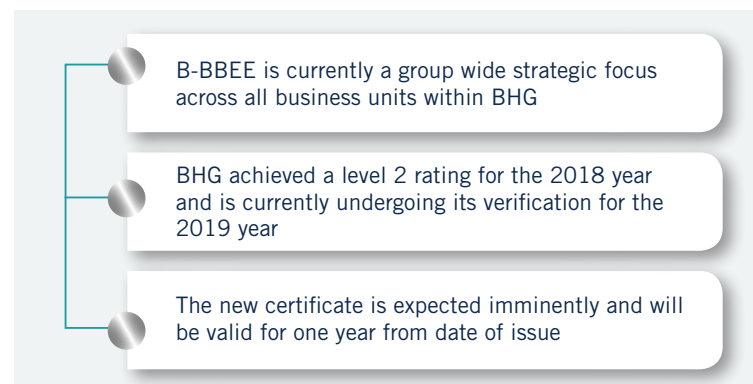 B-BBEE is currently a group wide strategic focus
across all business units within BHG
BHG achieved a level 2 rating for the 2018 year
and is currently undergoing its verification for the
2019 year
The new certificate is expected imminently and will
be valid for one year from date of issue